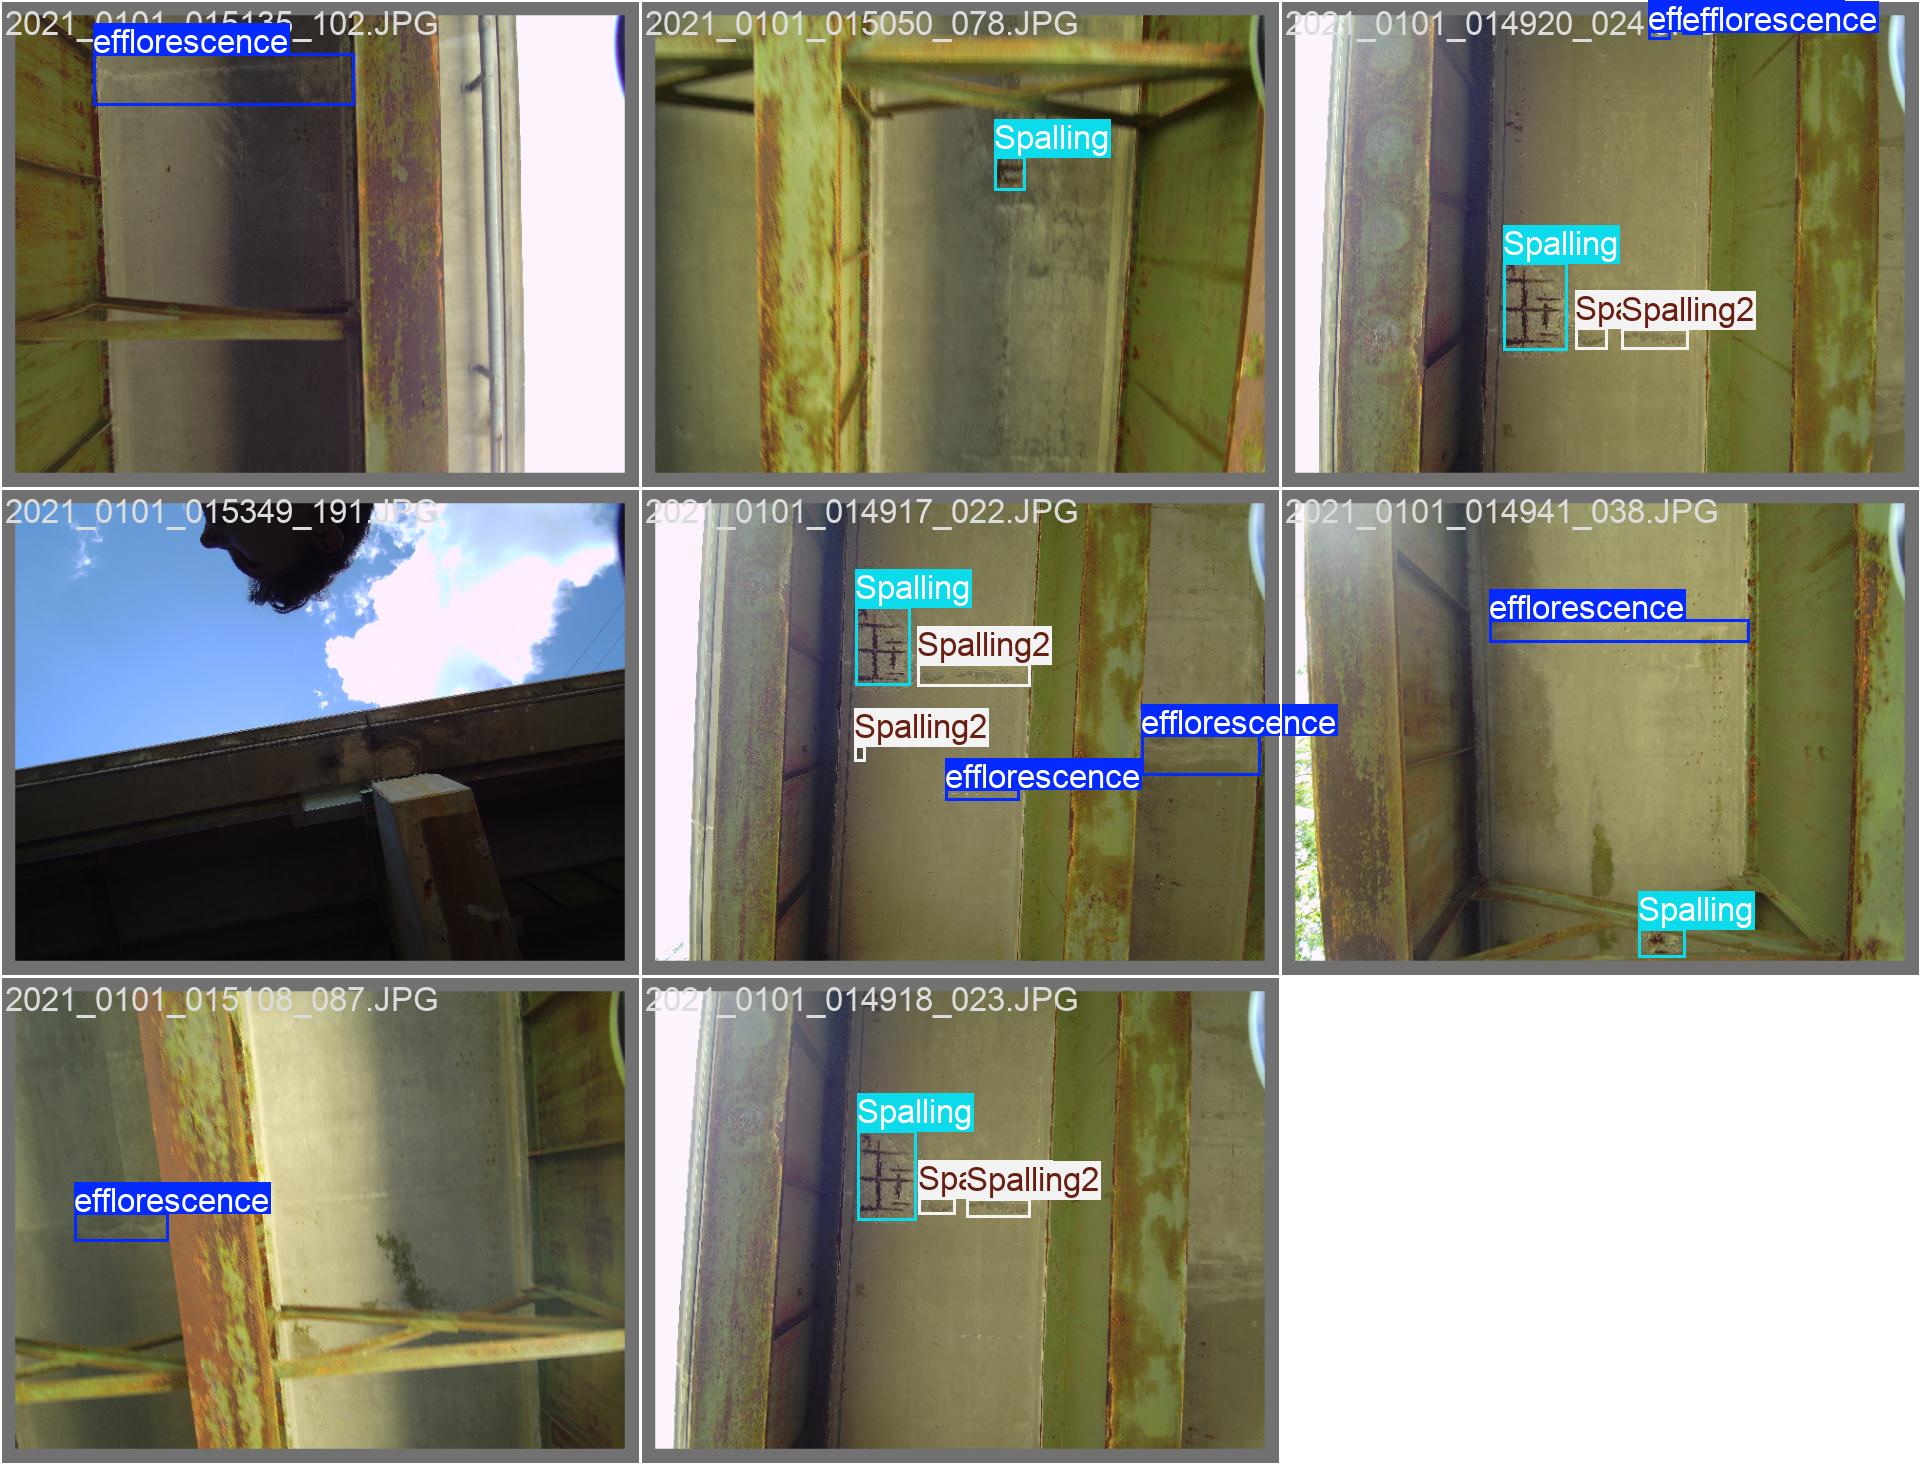 2021_0101_015135_102.JPG
efflorescence
2021_0101_015050_078.JPG
Spalling
2021_0101_014920_024
efflorescence
Spalling
Spalling2
2021_0101_015349_191.JPG
2021_0101_014917_022.JPG
Spalling
Spalling2
Spalling2
efflorescence
efflorescence
2021_0101_014941_038.JPG
efflorescence
Spalling
2021_0101_015108_087.JPG
efflorescence
2021_0101_014918_023.JPG
Spalling
Spalling2